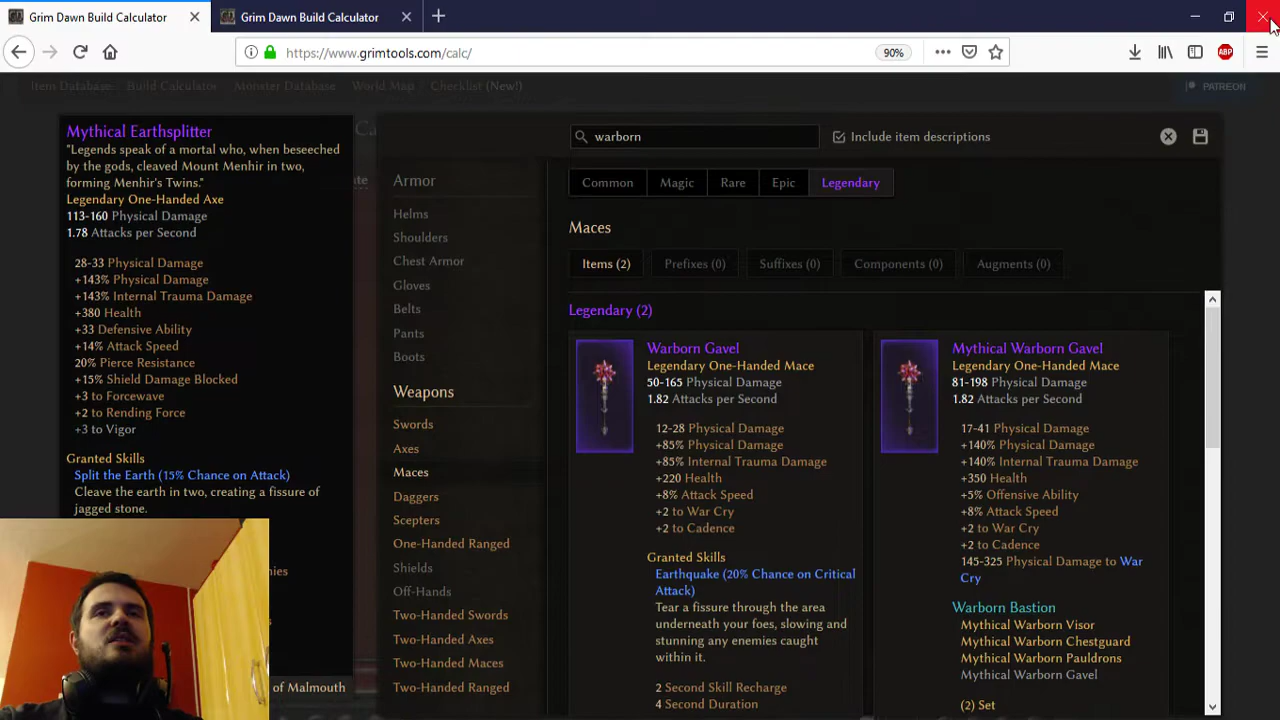 Grim Dawn Build Calculator
Grim Dawn Build Calculator
https://www.grimtools.com/calc/
90%
ABP
Item Database
Build Calculator
Monster Database
World Map
Checklist (New!)
PATREON
Mythical Earthsplitter
"Legends speak of a mortal who, when beseeched
by the gods, cleaved Mount Menhir in two,
forming Menhir's Twins."
Legendary One-Handed Axe
113-160 Physical Damage
1.78 Attacks per Second
28-33 Physical Damage
+143% Physical Damage
+143% Internal Trauma Damage
+380 Health
+33 Defensive Ability
+14% Attack Speed
20% Pierce Resistance
+15% Shield Damage Blocked
+3 to Forcewave
+2 to Rending Force
+3 to Vigor
Granted Skills
Split the Earth (15% Chance on Attack)
Cleave the earth in two, creating a fissure of
jagged stone.
of Malmouth
warborn
Include item descriptions
Armor
Helms
Shoulders
Chest Armor
Gloves
Belts
Pants
Boots
Weapons
Swords
Axes
Maces
Daggers
Scepters
One-Handed Ranged
Shields
Off-Hands
Two-Handed Swords
Two-Handed Axes
Two-Handed Maces
Two-Handed Ranged
Common
Magic
Rare
Epic
Legendary
Maces
Items (2)
Prefixes (0)
Suffixes (0)
Components (0)
Augments (0)
Legendary (2)
Warborn Gavel
Legendary One-Handed Mace
50-165 Physical Damage
1.82 Attacks per Second
12-28 Physical Damage
+85% Physical Damage
+85% Internal Trauma Damage
+220 Health
+8% Attack Speed
+2 to War Cry
+2 to Cadence
Granted Skills
Earthquake (20% Chance on Critical
Attack)
Tear a fissure through the area
underneath your foes, slowing and
stunning any enemies caught
within it.
2 Second Skill Recharge
4 Second Duration
Mythical Warborn Gavel
Legendary One-Handed Mace
81-198 Physical Damage
1.82 Attacks per Second
17-41 Physical Damage
+140% Physical Damage
+140% Internal Trauma Damage
+350 Health
+5% Offensive Ability
+8% Attack Speed
+2 to War Cry
+2 to Cadence
145-325 Physical Damage to War
Cry
Warborn Bastion
Mythical Warborn Visor
Mythical Warborn Chestguard
Mythical Warborn Pauldrons
Mythical Warborn Gavel
(2) Set